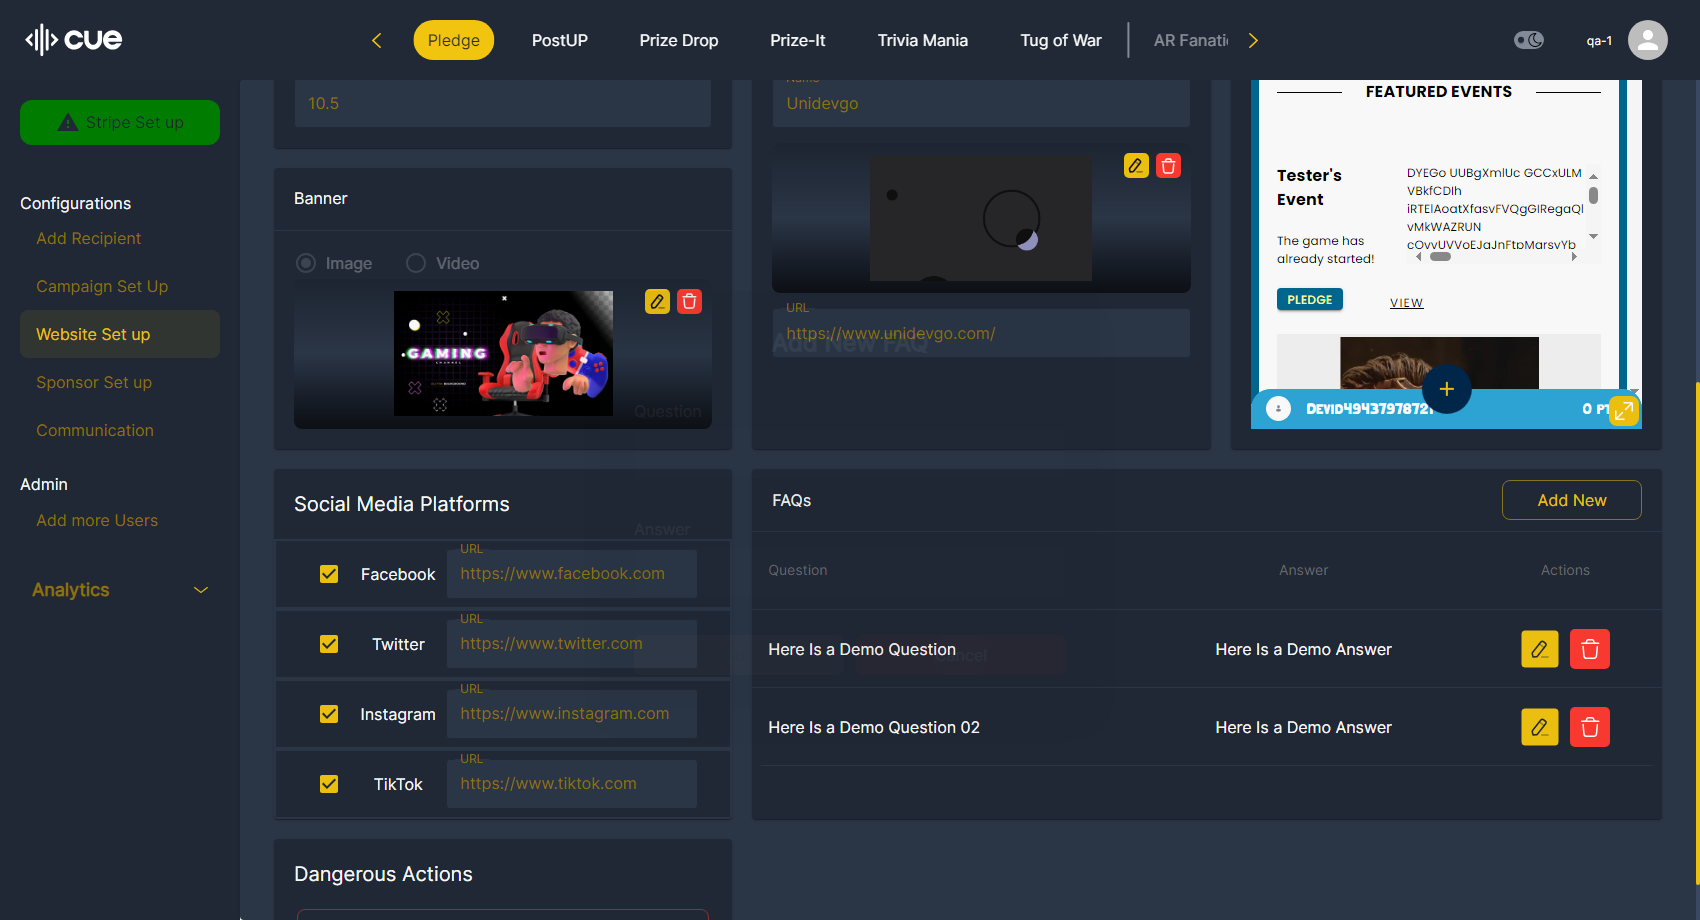 cue
Pledge
PostUP
Prize Drop
Prize-It
Trivia Mania
Tug of War
AR Fanati
qa-1
Stripe Set up
Configurations
Add Recipient
Campaign Set Up
Website Set up
Sponsor Set up
Communication
Admin
Add more Users
Analytics
10.5
Banner
Image
Video
GAMING
Name
Unidevgo
URL
https://www.unidevgo.com/
Add New FAQ
Question
Answer
Cancel
FEATURED EVENTS
Tester's
Event
The game has
already started!
DYEGo UUBgXmlUc GCCxULM
VBkfCDIh
iRTElAoatXfasvFVQgGIRegaQl
vMkWAZRUN
cOvvUVVoEJaJnFtpMarsvYb
PLEDGE
VIEW
DEVID4943797872
0 PT
Social Media Platforms
Facebook
URL
https://www.facebook.com
Twitter
URL
https://www.twitter.com
Instagram
URL
https://www.instagram.com
TikTok
URL
https://www.tiktok.com
FAQs
Add New
Question
Answer
Actions
Here Is a Demo Question
Here Is a Demo Answer
Here Is a Demo Question 02
Here Is a Demo Answer
Dangerous Actions